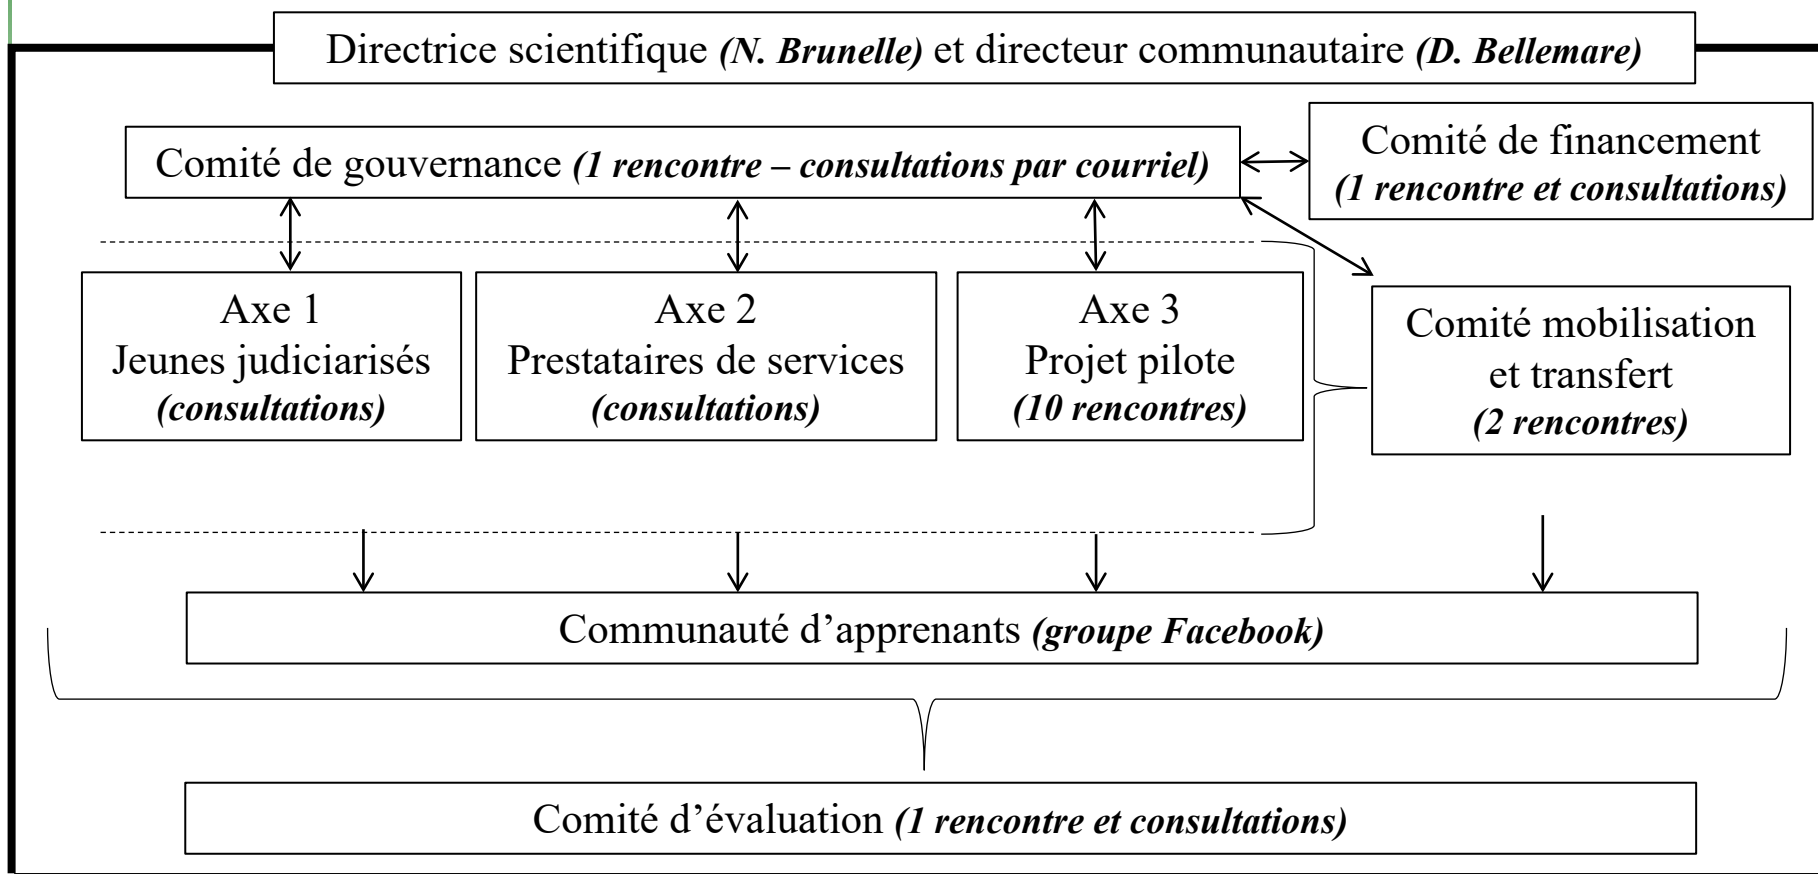 Directrice scientifique (N. Brunelle) et directeur communautaire (D. Bellemare)
Comité de gouvernance (1 rencontre – consultations par courriel)
Comité de financement
(1 rencontre et consultations)
Axe 1
Jeunes judiciarisés
(consultations)
Axe 2
Prestataires de services
(consultations)
Axe 3
Projet pilote
(10 rencontres)
Comité mobilisation
et transfert
(2 rencontres)
Communauté d’apprenants (groupe Facebook)
Comité d’évaluation (1 rencontre et consultations)